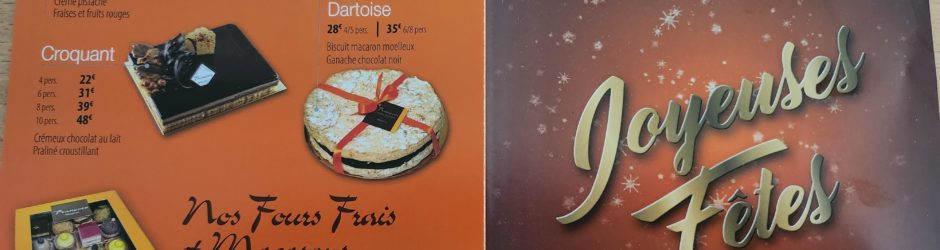 Crème pistache
Fraises et fruits rouges
Croquant
4 pers. 22€
6 pers. 31€
8 pers. 39€
10 pers. 48€
Crémeux chocolat au lait
Praliné croustillant
Dartoise
28€ 4/5 pers. | 35€ 6/8 pers.
Biscuit macaron moelleux
Ganache chocolat noir
Nos Fours Frais
et Macarons
Joyeuses
Fêtes